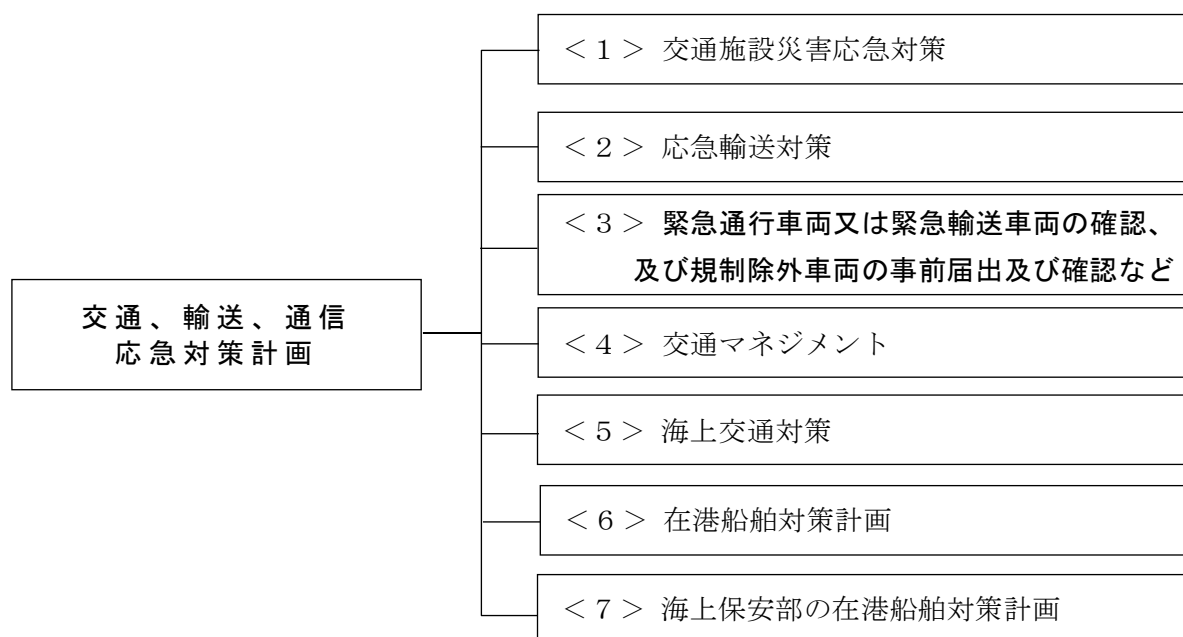 ＜１＞ 交通施設災害応急対策
＜２＞ 応急輸送対策
＜３＞ 緊急通行車両又は緊急輸送車両の確認、
及び規制除外車両の事前届出及び確認など
交通、輸送、通信
応急対策計画
＜４＞ 交通マネジメント
＜５＞ 海上交通対策
＜６＞ 在港船舶対策計画
＜７＞ 海上保安部の在港船舶対策計画